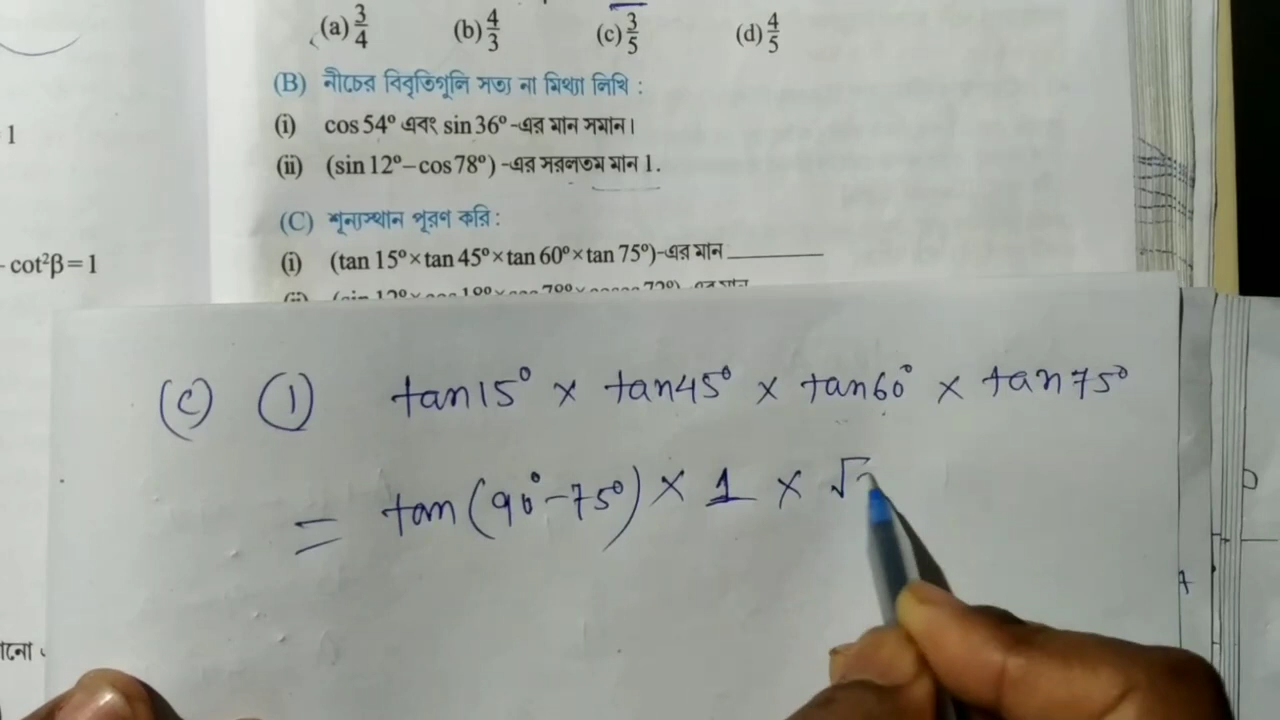 (a) 3/4 (b) 4/3 (c) 3/5 (d) 4/5
(B) নীচের বিবৃতিগুলি সত্য না মিথ্যা লিখি :
(i) cos 54° এবং sin 36° -এর মান সমান।
(ii) (sin 12° – cos 78°) -এর সরলতম মান 1.
(C) শূন্যস্থান পূরণ করি :
(i) (tan 15° × tan 45° × tan 60° × tan 75°)-এর মান ________
1
cot²β = 1
(C) (1) tan15° × tan45° × tan60° × tan75°
= tan(90° – 75°) × 1 × √